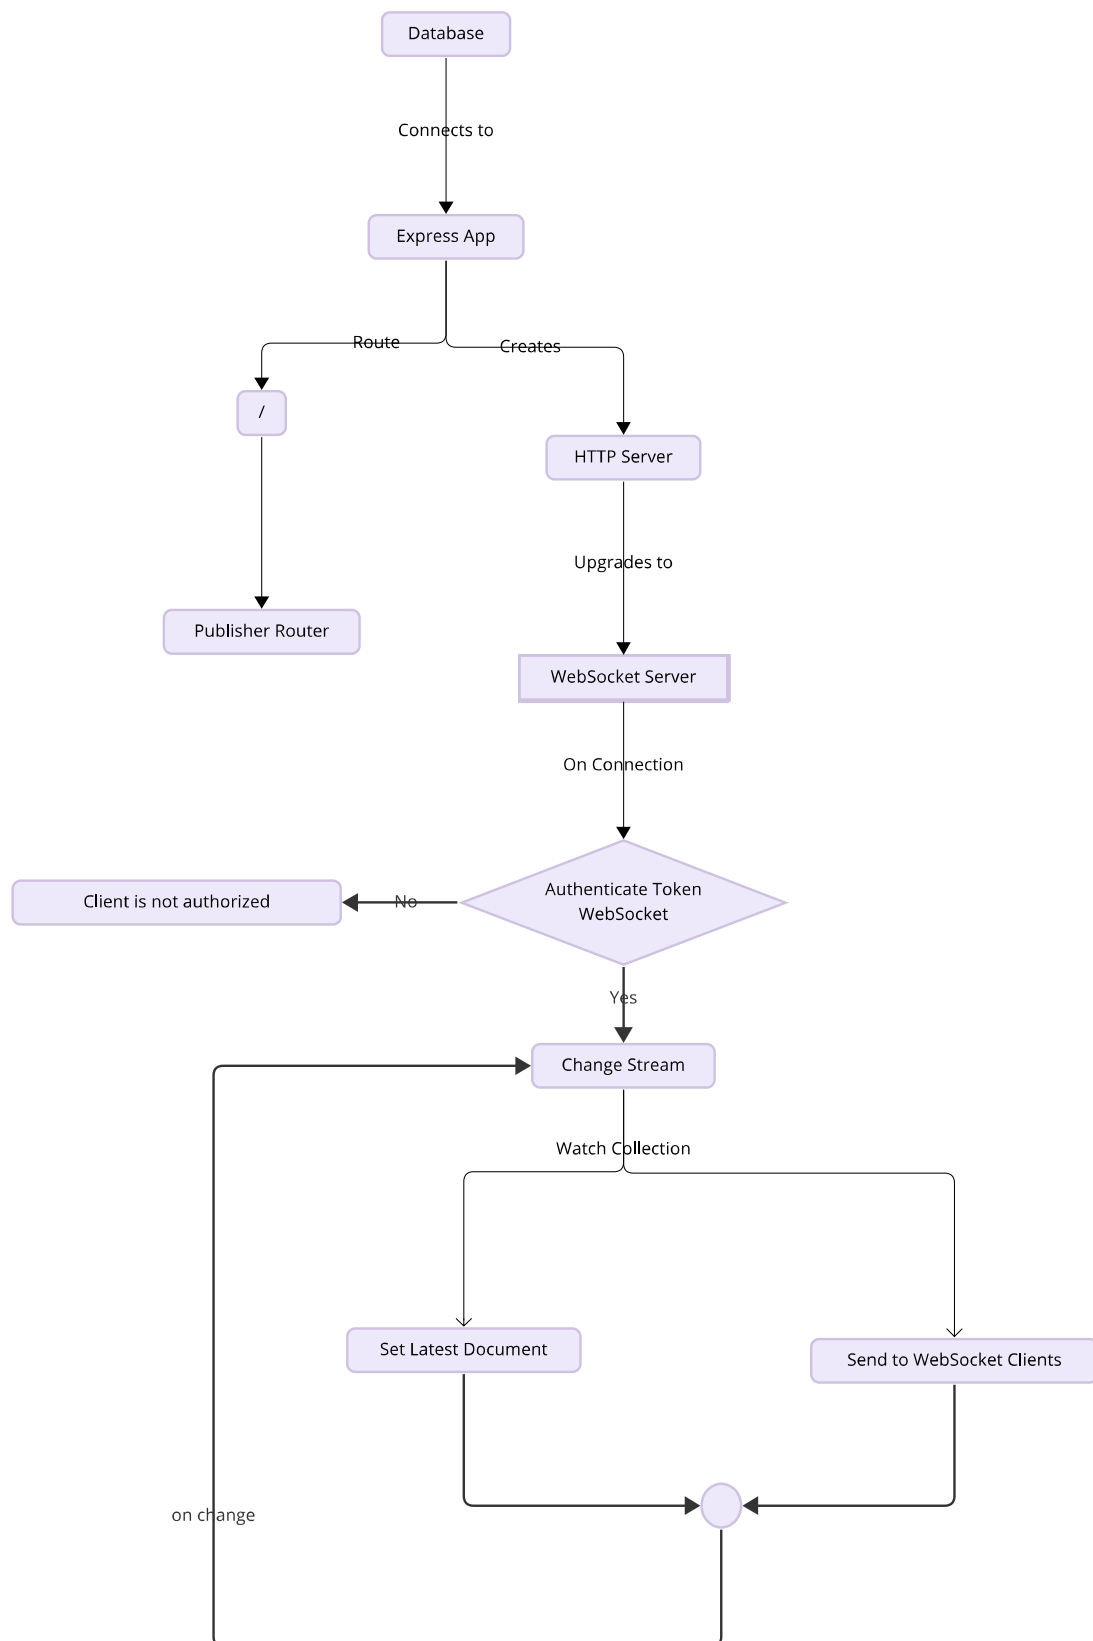 Database
Connects to
Express App
Route
Creates
/
HTTP Server
Upgrades to
Publisher Router
WebSocket Server
On Connection
Authenticate Token
WebSocket
Client is not authorized
No
Yes
Change Stream
Watch Collection
Set Latest Document
Send to WebSocket Clients
on change